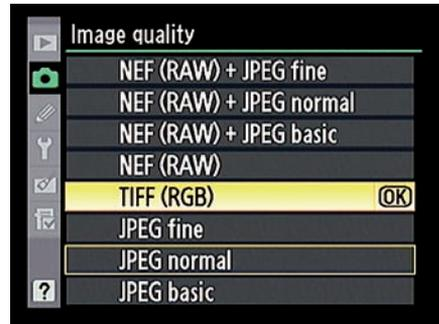 Image quality
NEF (RAW) + JPEG fine
NEF (RAW) + JPEG normal
NEF (RAW) + JPEG basic
NEF (RAW)
TIFF (RGB) OK
JPEG fine
JPEG normal
JPEG basic
?